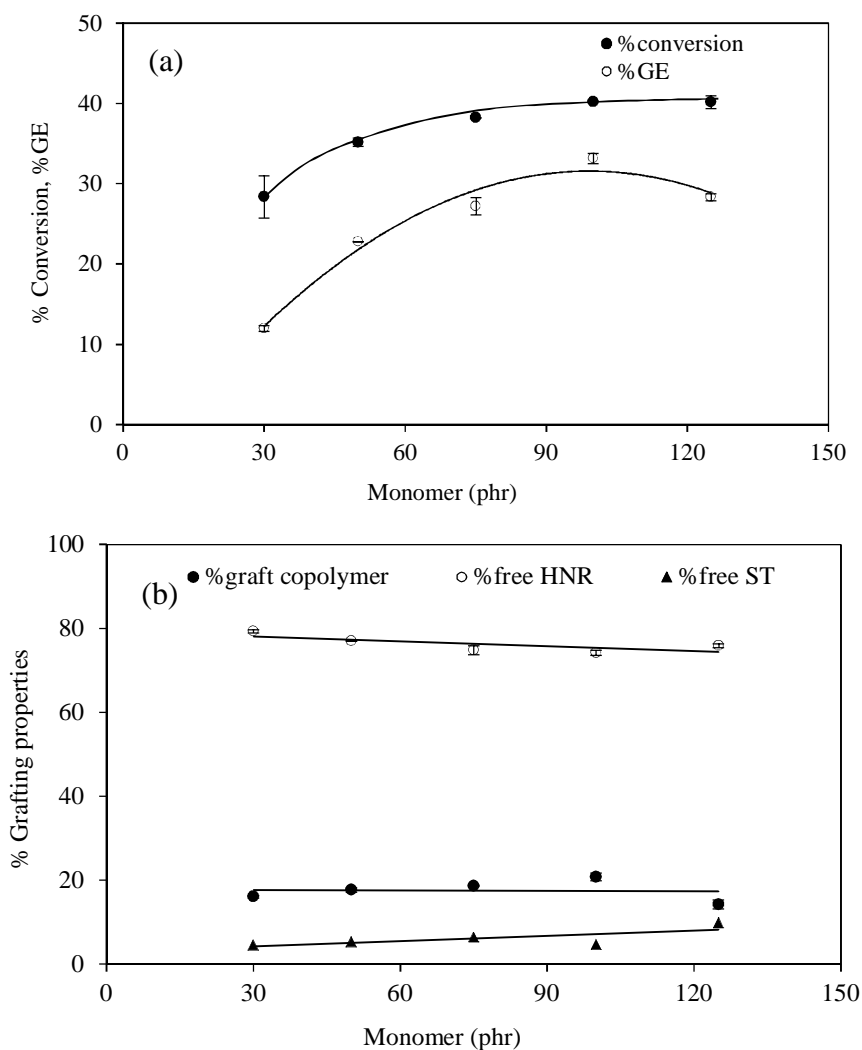 50
40
30
20
10
0
% Conversion, %GE
(a)
%conversion
%GE
0 30 60 90 120 150
Monomer (phr)
100
80
60
40
20
0
% Grafting properties
%graft copolymer %free HNR %free ST
(b)
0 30 60 90 120 150
Monomer (phr)